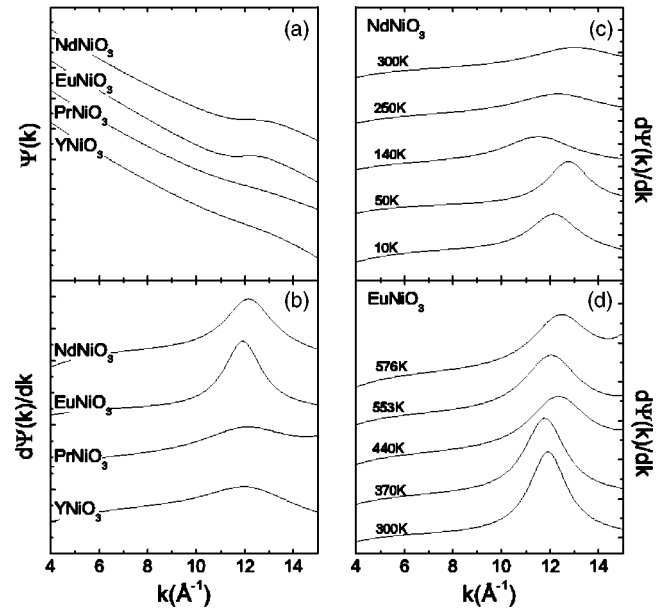 (a)
NdNiO3
EuNiO3
PrNiO3
YNiO3
Ψ(k)
(b)
NdNiO3
EuNiO3
PrNiO3
YNiO3
dΨ(k)/dk
4 6 8 10 12 14
k(Å-1)
NdNiO3 (c)
300K
250K
140K
50K
10K
dΨ(k)/dk
EuNiO3 (d)
576K
553K
440K
370K
300K
dΨ(k)/dk
4 6 8 10 12 14
k(Å-1)